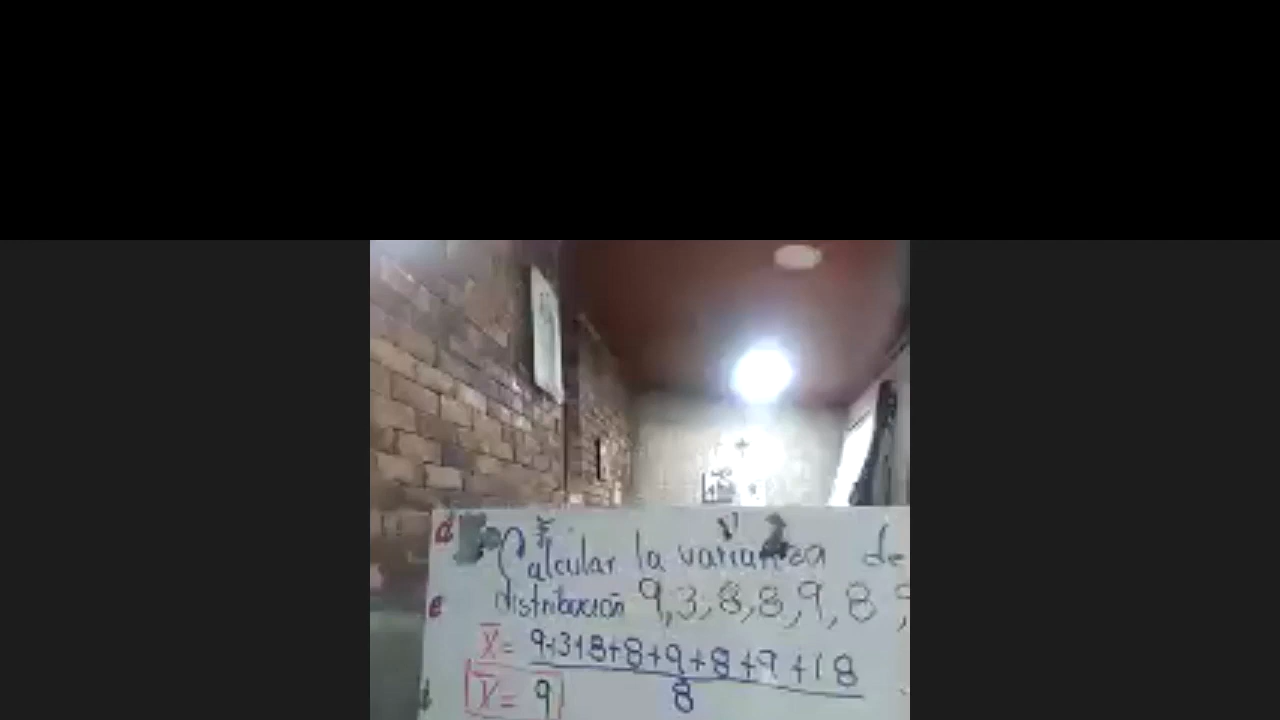 Calcular la varianza de
distribución 9,3,8,8,9,8,9
X̄= 9+3+8+8+9+8+9+18
8
X̄= 9